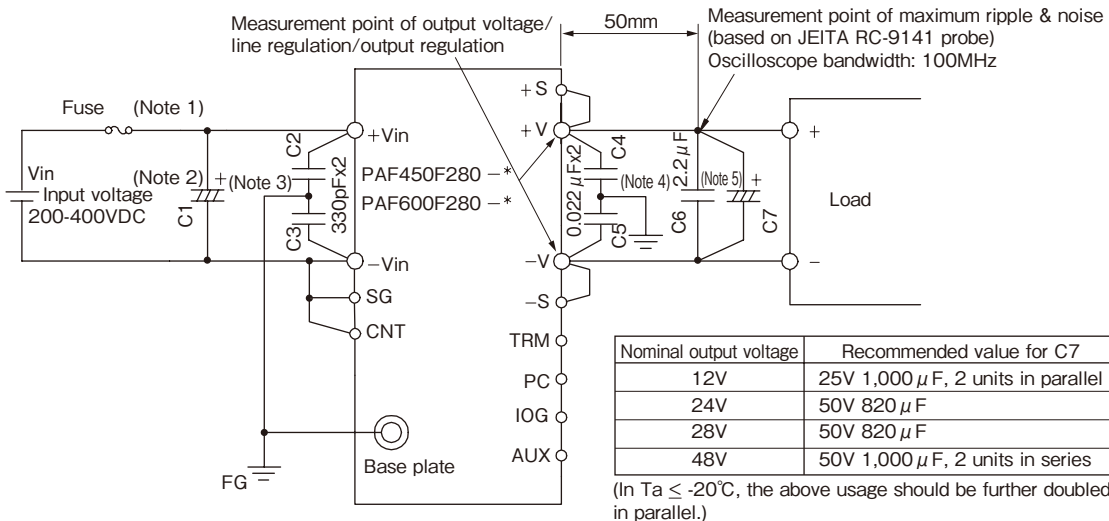 Measurement point of output voltage/
line regulation/output regulation
50mm
Measurement point of maximum ripple & noise
(based on JEITA RC-9141 probe)
Oscilloscope bandwidth: 100MHz
Fuse (Note 1)
Vin
Input voltage
200-400VDC
(Note 2)
+
C1
(Note 3)
C2
330pFx2
C3
+Vin
PAF450F280 -*
PAF600F280 -*
-Vin
SG
CNT
Base plate
FG
+S
+V
-V
-S
TRM
PC
IOG
AUX
C4
0.022μFx2
C5
(Note 4)
2.2μF
C6
(Note 5)
+
C7
+
Load
-
Nominal output voltage Recommended value for C7
12V 25V 1,000μF, 2 units in parallel
24V 50V 820μF
28V 50V 820μF
48V 50V 1,000μF, 2 units in series
(In Ta ≤ -20℃, the above usage should be further doubled
in parallel.)